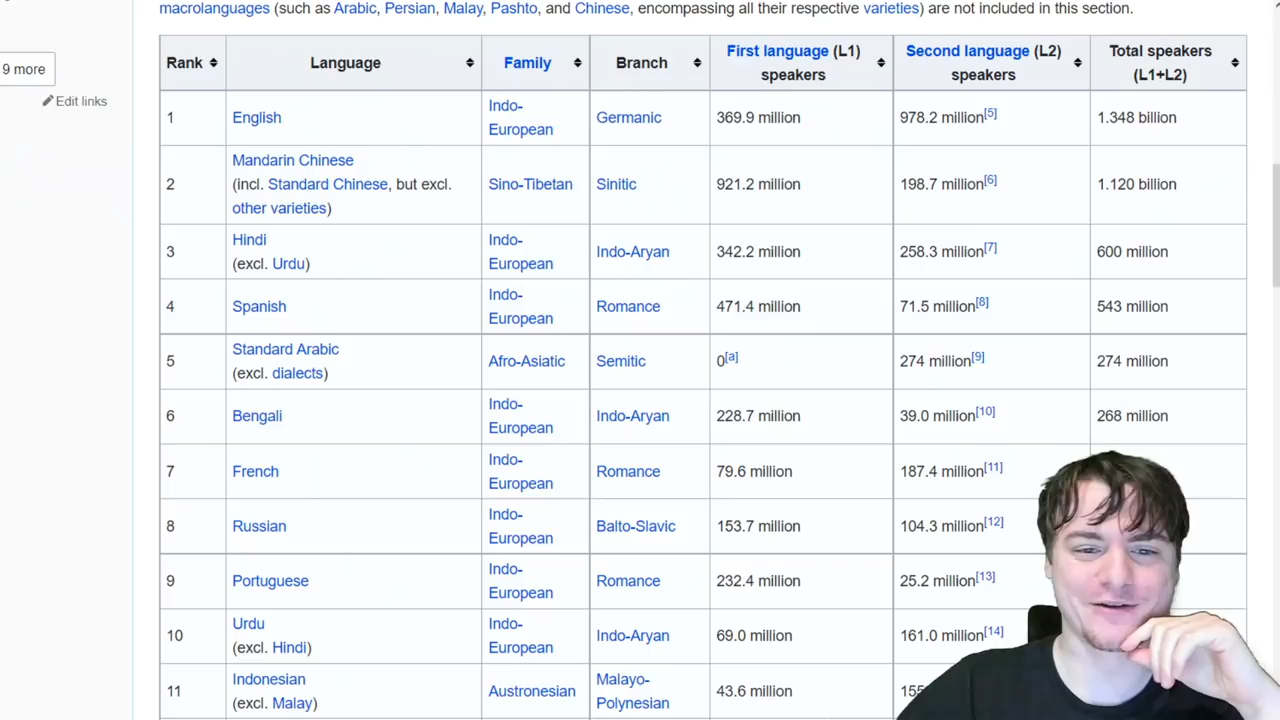 macrolanguages (such as Arabic, Persian, Malay, Pashto, and Chinese, encompassing all their respective varieties) are not included in this section.
9 more
Edit links
Rank Language Family Branch First language (L1) speakers Second language (L2) speakers Total speakers (L1+L2)
1 English Indo-European Germanic 369.9 million 978.2 million[5] 1.348 billion
2 Mandarin Chinese (incl. Standard Chinese, but excl. other varieties) Sino-Tibetan Sinitic 921.2 million 198.7 million[6] 1.120 billion
3 Hindi (excl. Urdu) Indo-European Indo-Aryan 342.2 million 258.3 million[7] 600 million
4 Spanish Indo-European Romance 471.4 million 71.5 million[8] 543 million
5 Standard Arabic (excl. dialects) Afro-Asiatic Semitic 0[a] 274 million[9] 274 million
6 Bengali Indo-European Indo-Aryan 228.7 million 39.0 million[10] 268 million
7 French Indo-European Romance 79.6 million 187.4 million[11]
8 Russian Indo-European Balto-Slavic 153.7 million 104.3 million[12]
9 Portuguese Indo-European Romance 232.4 million 25.2 million[13]
10 Urdu (excl. Hindi) Indo-European Indo-Aryan 69.0 million 161.0 million[14]
11 Indonesian (excl. Malay) Austronesian Malayo-Polynesian 43.6 million